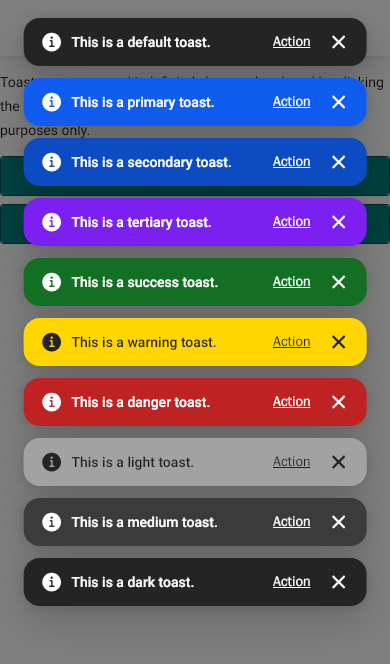 This is a default toast. Action
Toast
king
the
This is a primary toast. Action
purposes only.
This is a secondary toast. Action
This is a tertiary toast. Action
This is a success toast. Action
This is a warning toast. Action
This is a danger toast. Action
This is a light toast. Action
This is a medium toast. Action
This is a dark toast. Action